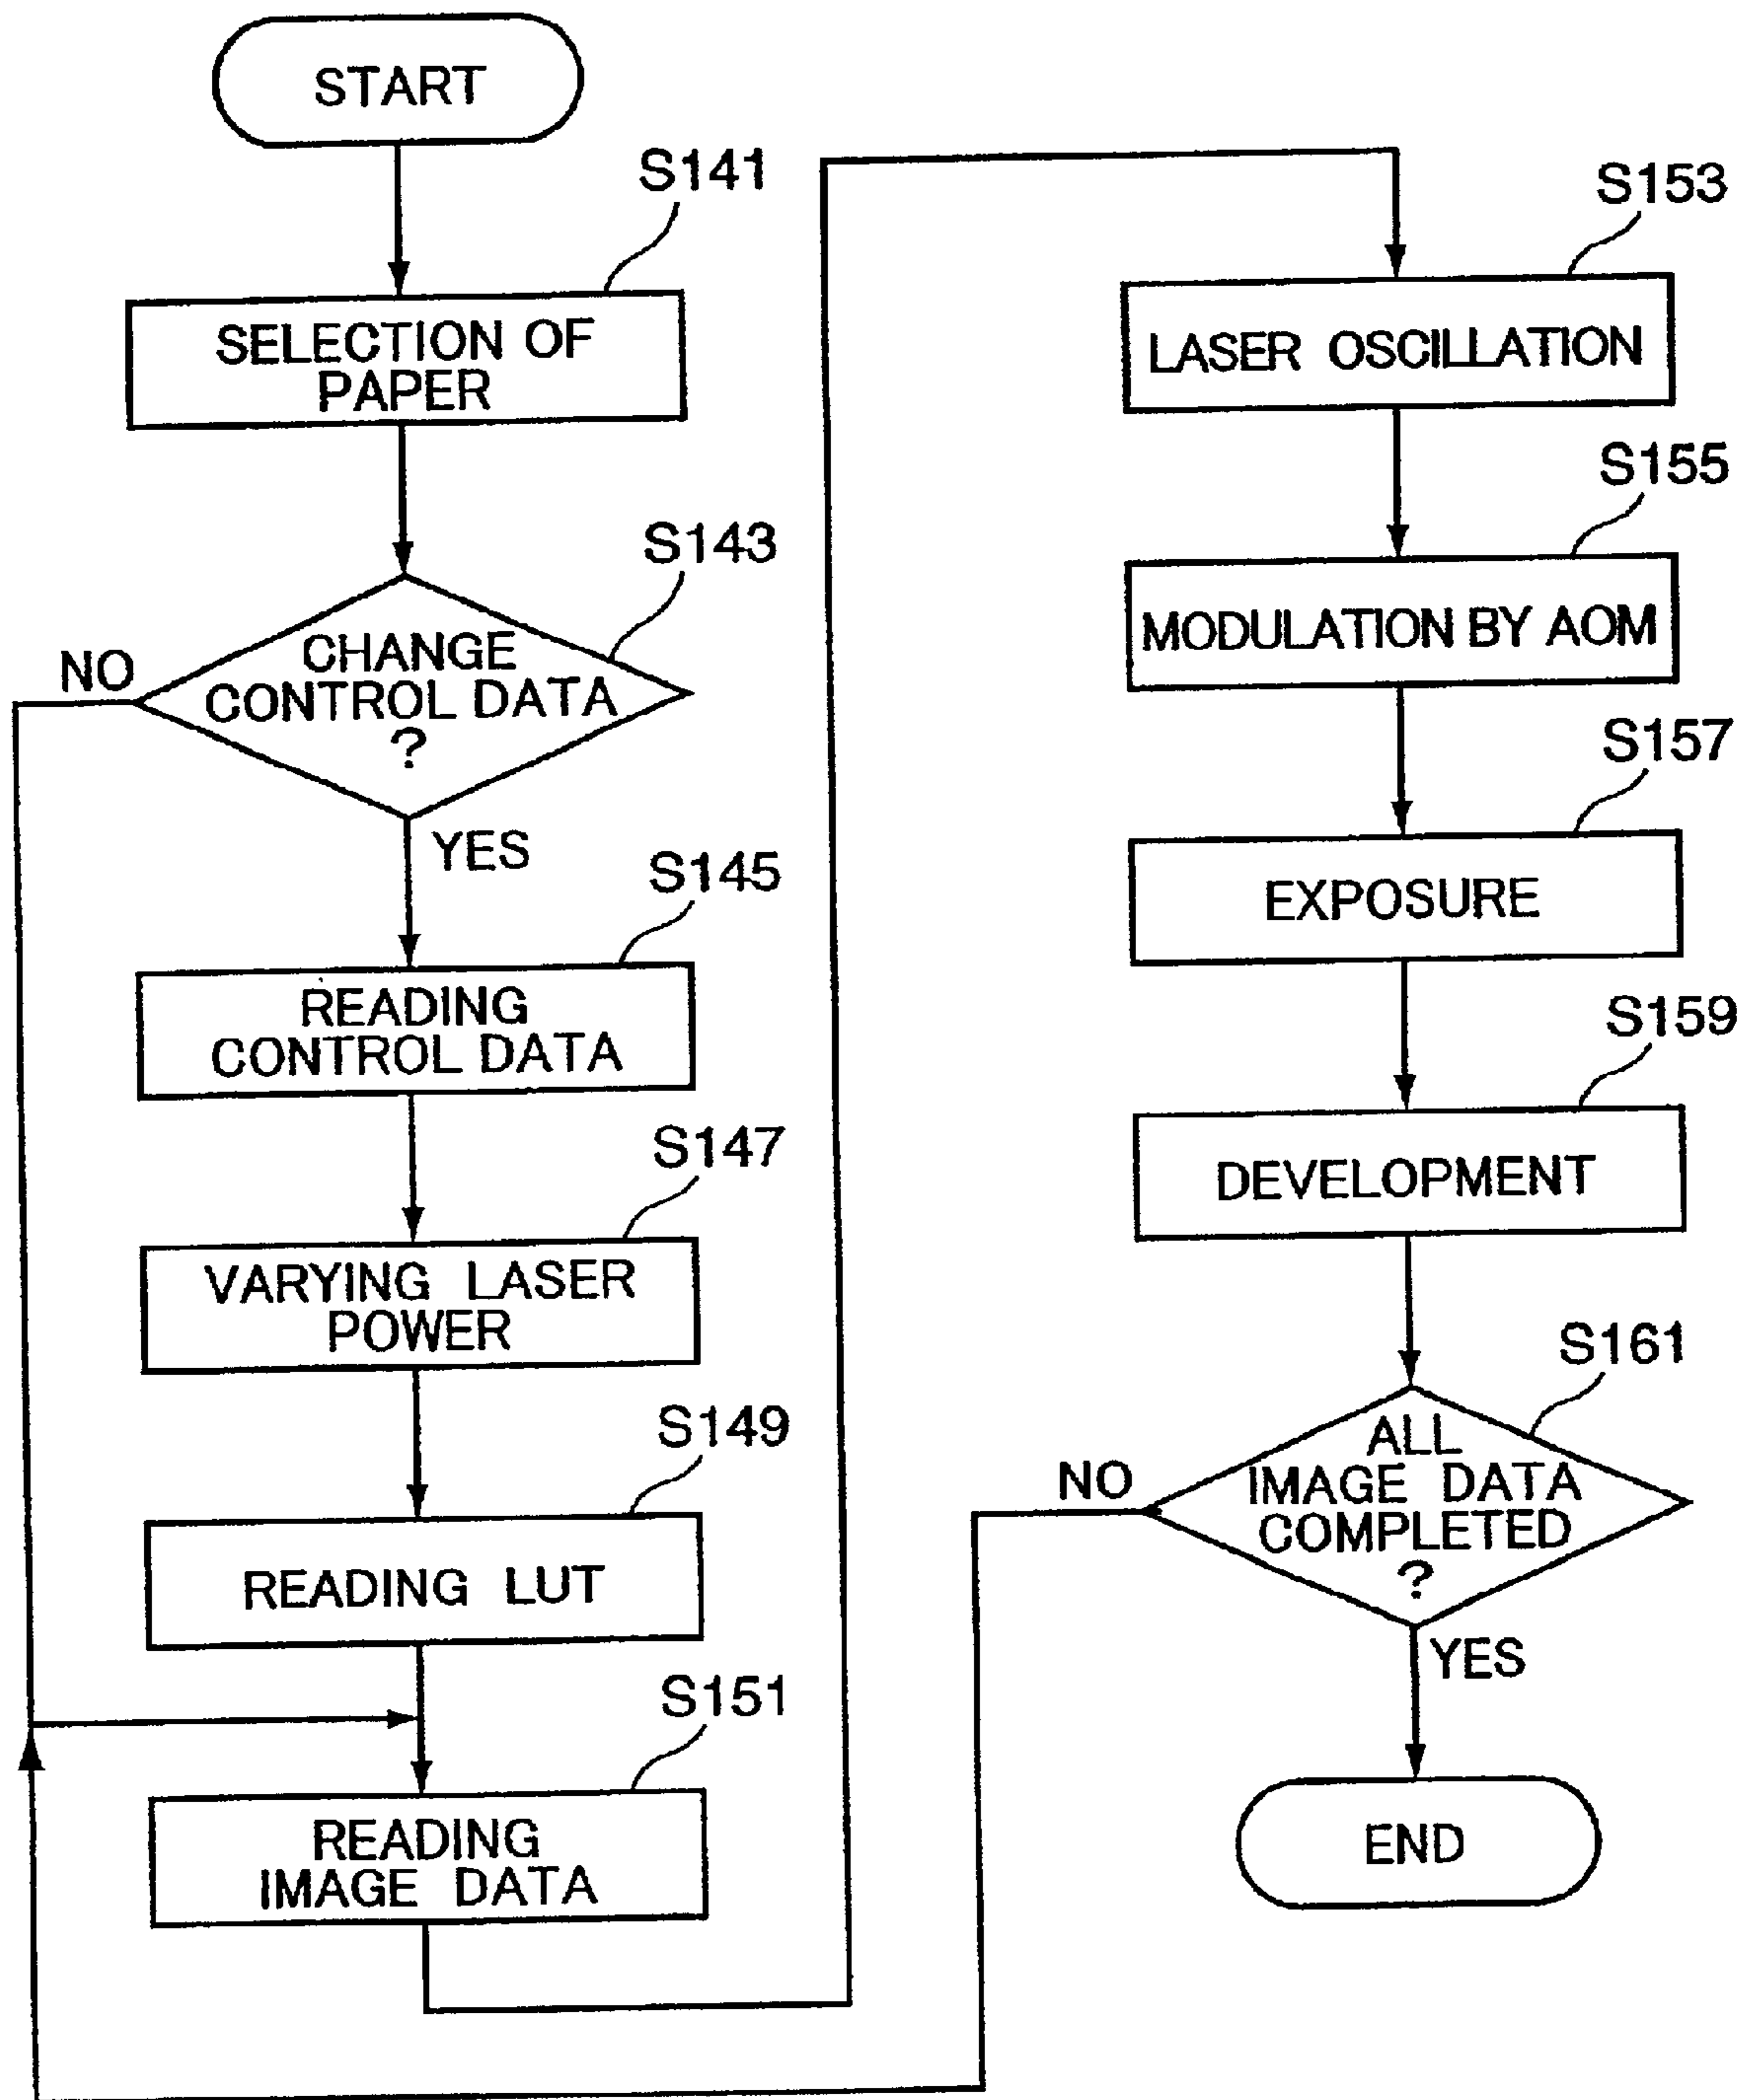 START
S141
SELECTION OF
PAPER
S143
CHANGE
CONTROL DATA
?
NO
YES
S145
READING
CONTROL DATA
S147
VARYING LASER
POWER
S149
READING LUT
S151
READING
IMAGE DATA
S153
LASER OSCILLATION
S155
MODULATION BY AOM
S157
EXPOSURE
S159
DEVELOPMENT
S161
ALL
IMAGE DATA
COMPLETED
?
NO
YES
END